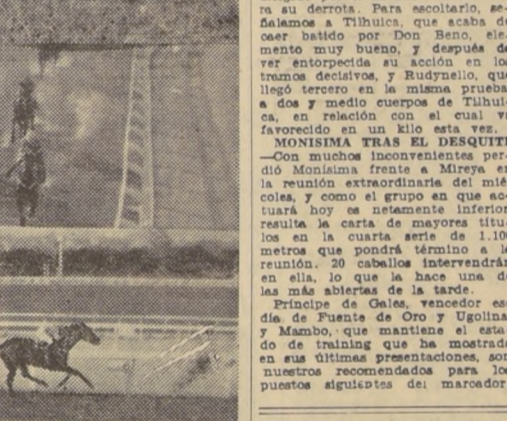 ra su derrota. Para escoltarlo, se-
ñalamos a Tilhuica, que acaba de
caer batido por Don Beno, ele-
mento muy bueno, y después de
ver entorpecida su acción en los
tramos decisivos, y Rudynello, que
llegó tercero en la misma prueba
a dos y medio cuerpos de Tilhui-
ca, en relación con el cual v
favorecido en un kilo esta vez.
MONISIMA TRAS EL DESQUIT
—Con muchos inconvenientes per-
dió Monísima frente a Mireya en
la reunión extraordinaria del mié
coles, y como el grupo en que ac-
tuará hoy es netamente inferior
resulta la carta de mayores títu-
los en la cuarta serie de 1.10
metros que pondrá término a la
reunión. 20 caballos intervendrán
en ella, lo que la hace una de
las más abiertas de la tarde.
Príncipe de Gales, vencedor es
día de Fuente de Oro y Ugolina
y Mambo, que mantiene el esta-
do de training que ha mostrado
en sus últimas presentaciones, son
nuestros recomendados para los
puestos siguientes del marcador